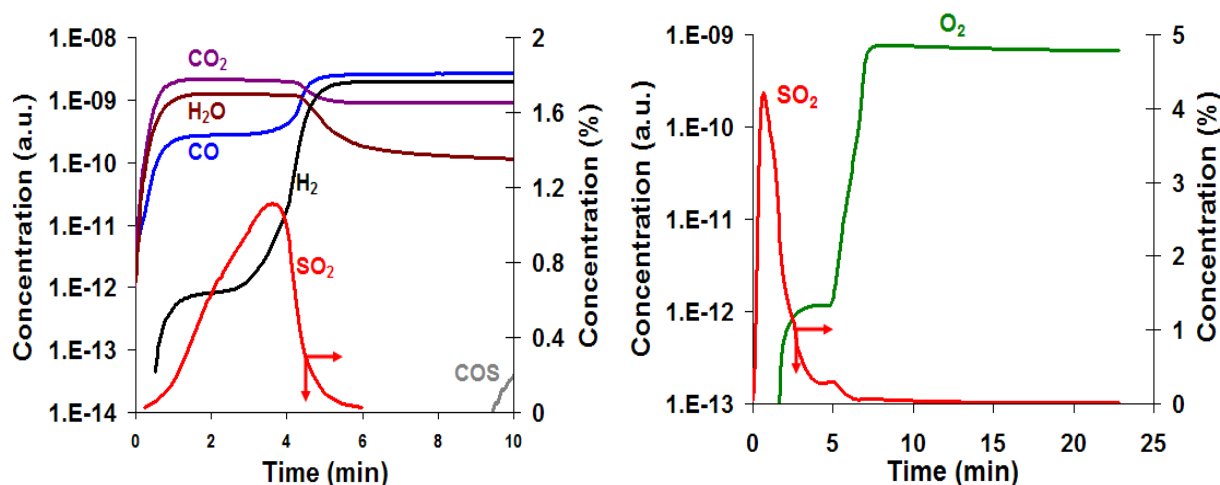 1.E-08
1.E-09
1.E-10
1.E-11
1.E-12
1.E-13
1.E-14
Concentration (a.u.)
CO2
H2O
CO
H2
SO2
COS
2
1.6
1.2
0.8
0.4
0
Concentration (%)
0 2 4 6 8 10
Time (min)
1.E-09
1.E-10
1.E-11
1.E-12
1.E-13
Concentration (a.u.)
O2
SO2
5
4
3
2
1
0
Concentration (%)
0 5 10 15 20 25
Time (min)